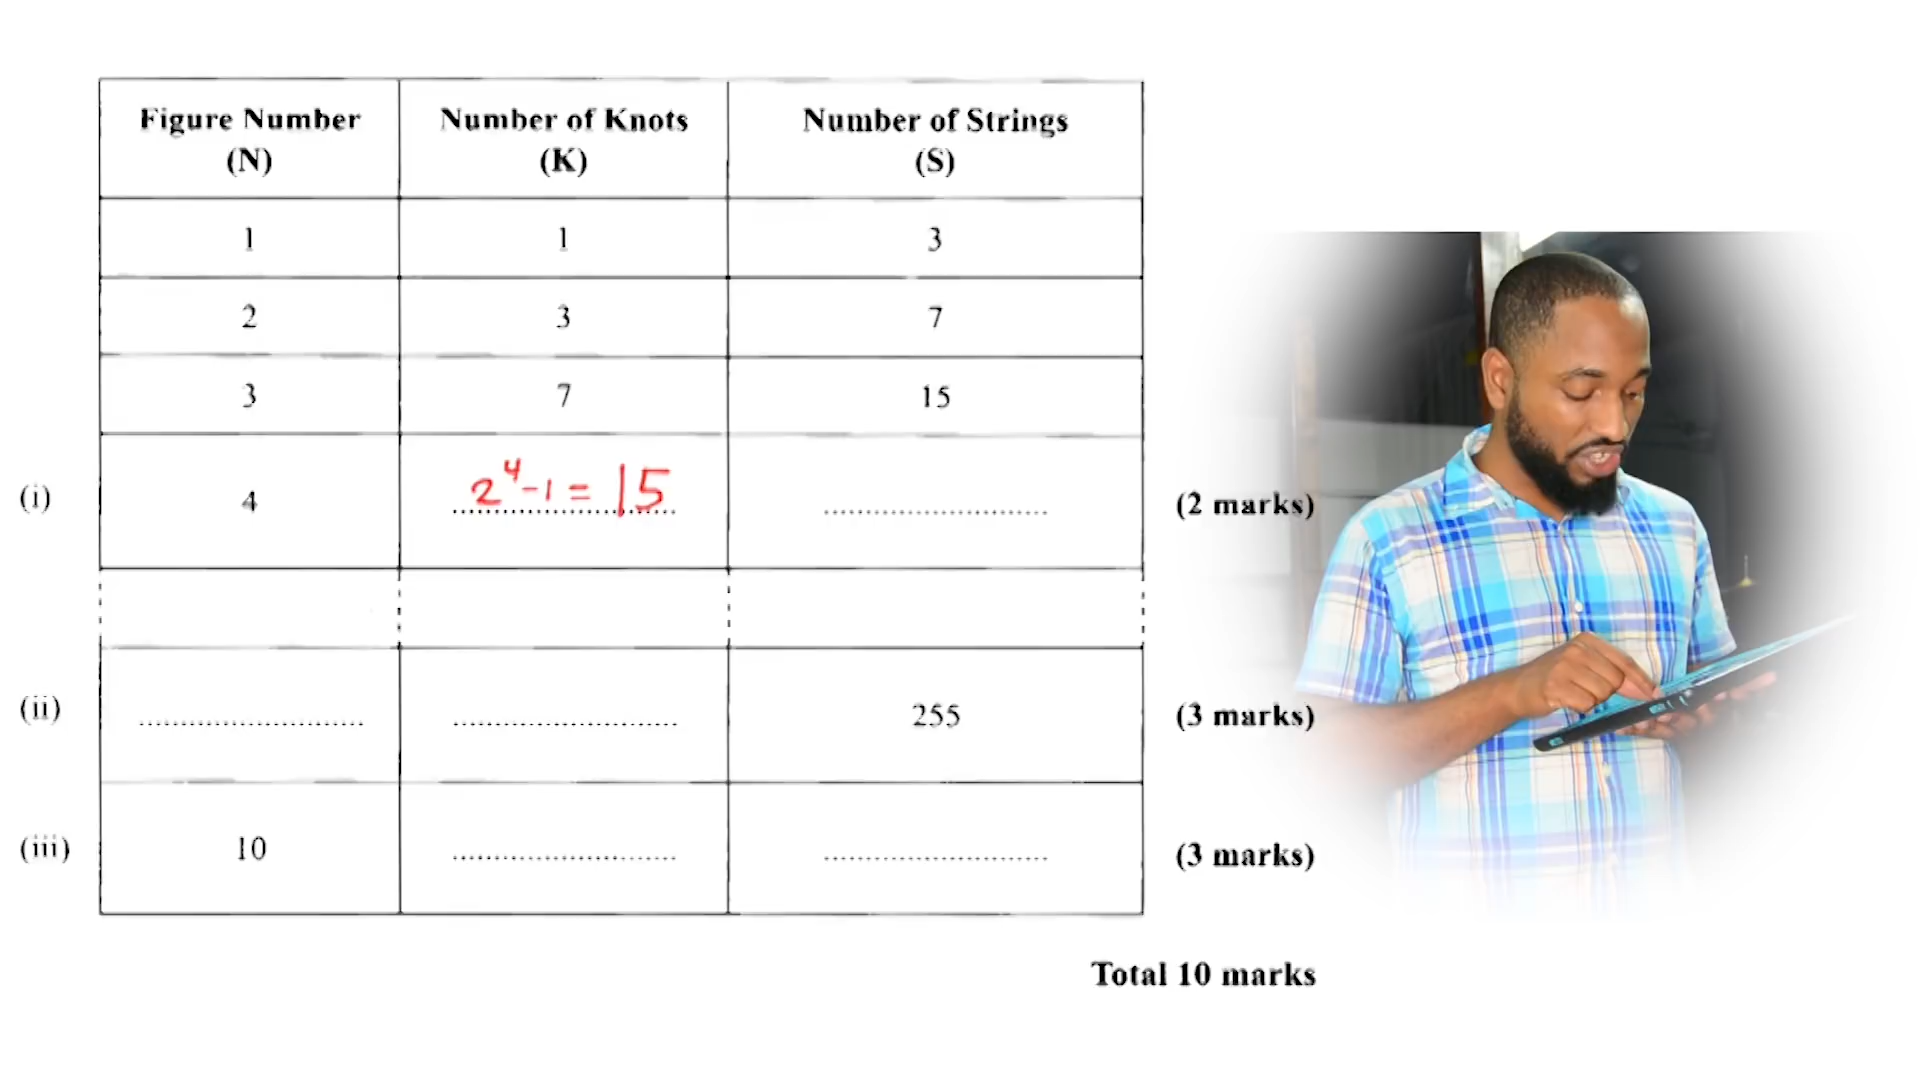 Figure Number
(N)
Number of Knots
(K)
Number of Strings
(S)
1 1 3
2 3 7
3 7 15
(i) 4 2⁴-1 = 15 .......................... (2 marks)
(ii) .......................... .......................... 255 (3 marks)
(iii) 10 .......................... .......................... (3 marks)
Total 10 marks